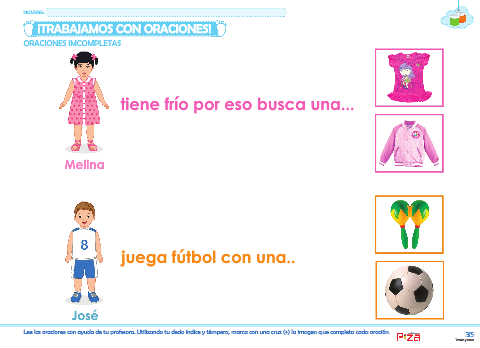 NOMBRE:
¡TRABAJAMOS CON ORACIONES!
ORACIONES INCOMPLETAS
tiene frío por eso busca una...
Melina
8
juega fútbol con una..
José
Lee las oraciones con ayuda de tu profesora. Utilizando tu dedo índice y témpera, marca con una cruz (+) la imagen que completa cada oración.